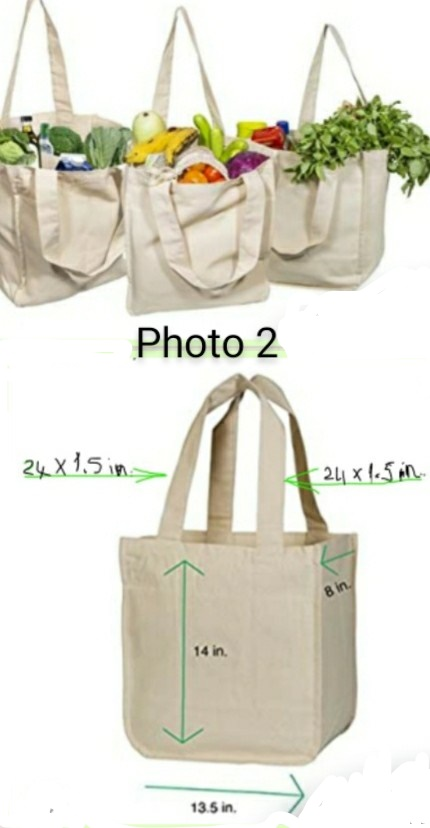 Photo 2
24 X 1.5 in.
24 x 1.5 in.
8 in.
14 in.
13.5 in.